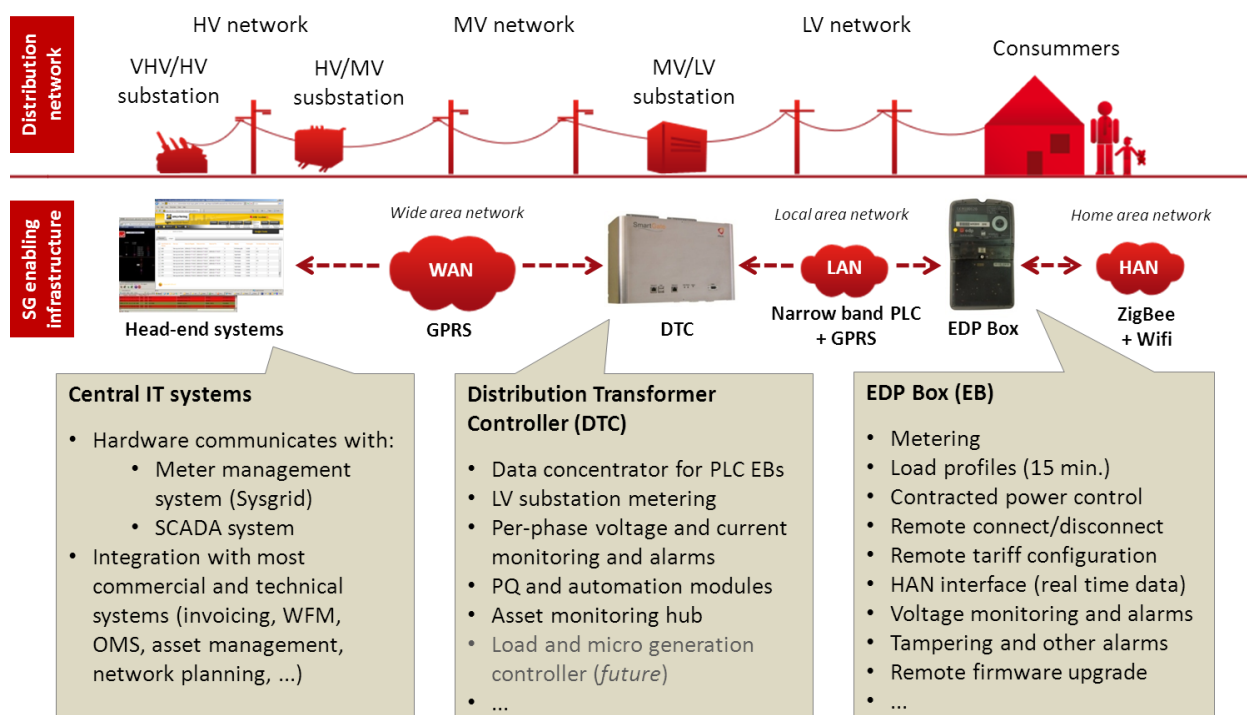 Distribution
network
HV network
MV network
LV network
VHV/HV
substation
HV/MV
susbstation
MV/LV
substation
Consummers
SG enabling
infrastructure
Wide area network
Local area network
Home area network
WAN
LAN
HAN
Head-end systems
GPRS
DTC
Narrow band PLC
+ GPRS
EDP Box
ZigBee
+ Wifi
Central IT systems
• Hardware communicates with:
• Meter management
system (Sysgrid)
• SCADA system
• Integration with most
commercial and technical
systems (invoicing, WFM,
OMS, asset management,
network planning, ...)
Distribution Transformer
Controller (DTC)
• Data concentrator for PLC EBs
• LV substation metering
• Per-phase voltage and current
monitoring and alarms
• PQ and automation modules
• Asset monitoring hub
• Load and micro generation
controller (future)
• ...
EDP Box (EB)
• Metering
• Load profiles (15 min.)
• Contracted power control
• Remote connect/disconnect
• Remote tariff configuration
• HAN interface (real time data)
• Voltage monitoring and alarms
• Tampering and other alarms
• Remote firmware upgrade
• ...